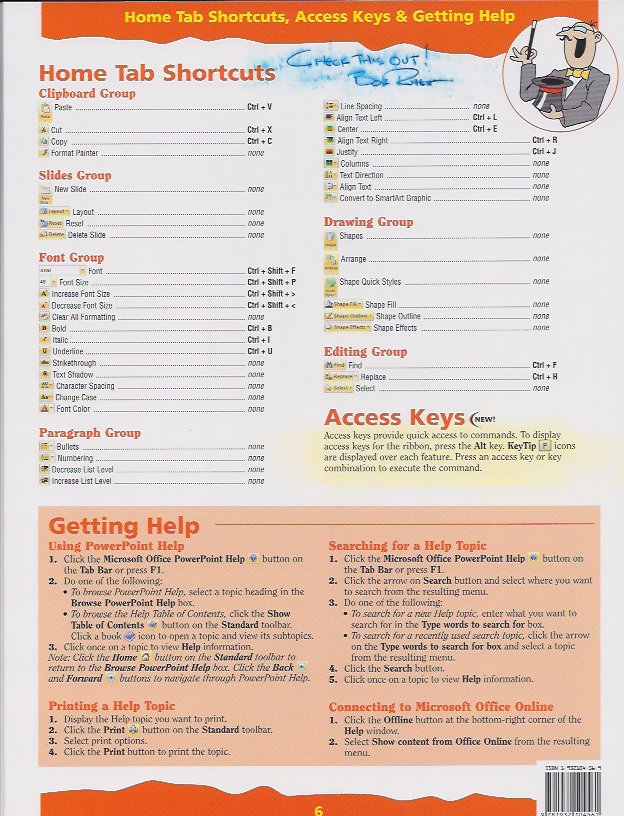 Home Tab Shortcuts, Access Keys & Getting Help
CHECK THIS OUT!
Home Tab Shortcuts
Clipboard Group
Paste Ctrl + V
Cut Ctrl + X
Copy Ctrl + C
Format Painter none
Slides Group
New Slide none
Layout none
Reset none
Delete Slide none
Font Group
Font Ctrl + Shift + F
Font Size Ctrl + Shift + P
Increase Font Size Ctrl + Shift + >
Decrease Font Size Ctrl + Shift + <
Clear All Formatting none
Bold Ctrl + B
Italic Ctrl + I
Underline Ctrl + U
Strikethrough none
Text Shadow none
Character Spacing none
Change Case none
Font Color none
Paragraph Group
Bullets none
Numbering none
Decrease List Level none
Increase List Level none
Line Spacing none
Align Text Left Ctrl + L
Center Ctrl + E
Align Text Right Ctrl + R
Justify Ctrl + J
Columns none
Text Direction none
Align Text none
Convert to SmartArt Graphic none
Drawing Group
Shapes none
Arrange none
Shape Quick Styles none
Shape Fill Shape Fill none
Shape Outline Shape Outline none
Shape Effects Shape Effects none
Editing Group
Find Find Ctrl + F
Replace Replace Ctrl + H
Select Select none
Access Keys NEW!
Access keys provide quick access to commands. To display
access keys for the ribbon, press the Alt key. KeyTip F icons
are displayed over each feature. Press an access key or key
combination to execute the command.
Getting Help
Using PowerPoint Help
1. Click the Microsoft Office PowerPoint Help button on
the Tab Bar or press F1.
2. Do one of the following:
• To browse PowerPoint Help, select a topic heading in the
Browse PowerPoint Help box.
• To browse the Help Table of Contents, click the Show
Table of Contents button on the Standard toolbar.
Click a book icon to open a topic and view its subtopics.
3. Click once on a topic to view Help information.
Note: Click the Home button on the Standard toolbar to
return to the Browse PowerPoint Help box. Click the Back
and Forward buttons to navigate through PowerPoint Help.
Printing a Help Topic
1. Display the Help topic you want to print.
2. Click the Print button on the Standard toolbar.
3. Select print options.
4. Click the Print button to print the topic.
Searching for a Help Topic
1. Click the Microsoft Office PowerPoint Help button on
the Tab Bar or press F1.
2. Click the arrow on Search button and select where you want
to search from the resulting menu.
3. Do one of the following:
• To search for a new Help topic, enter what you want to
search for in the Type words to search for box.
• To search for a recently used search topic, click the arrow
on the Type words to search for box and select a topic
from the resulting menu.
4. Click the Search button.
5. Click once on a topic to view Help information.
Connecting to Microsoft Office Online
1. Click the Offline button at the bottom-right corner of the
Help window.
2. Select Show content from Office Online from the resulting
menu.
ISBN 1-932104-56-9
9 781932 104561
6